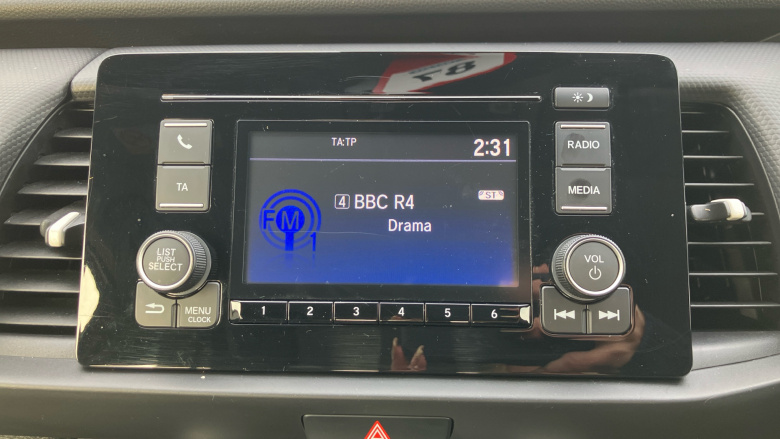 TA
RADIO
MEDIA
LIST
PUSH
SELECT
MENU
CLOCK
TA:TP
2:31
FM
1
4 BBC R4
ST
Drama
1 2 3 4 5 6
VOL